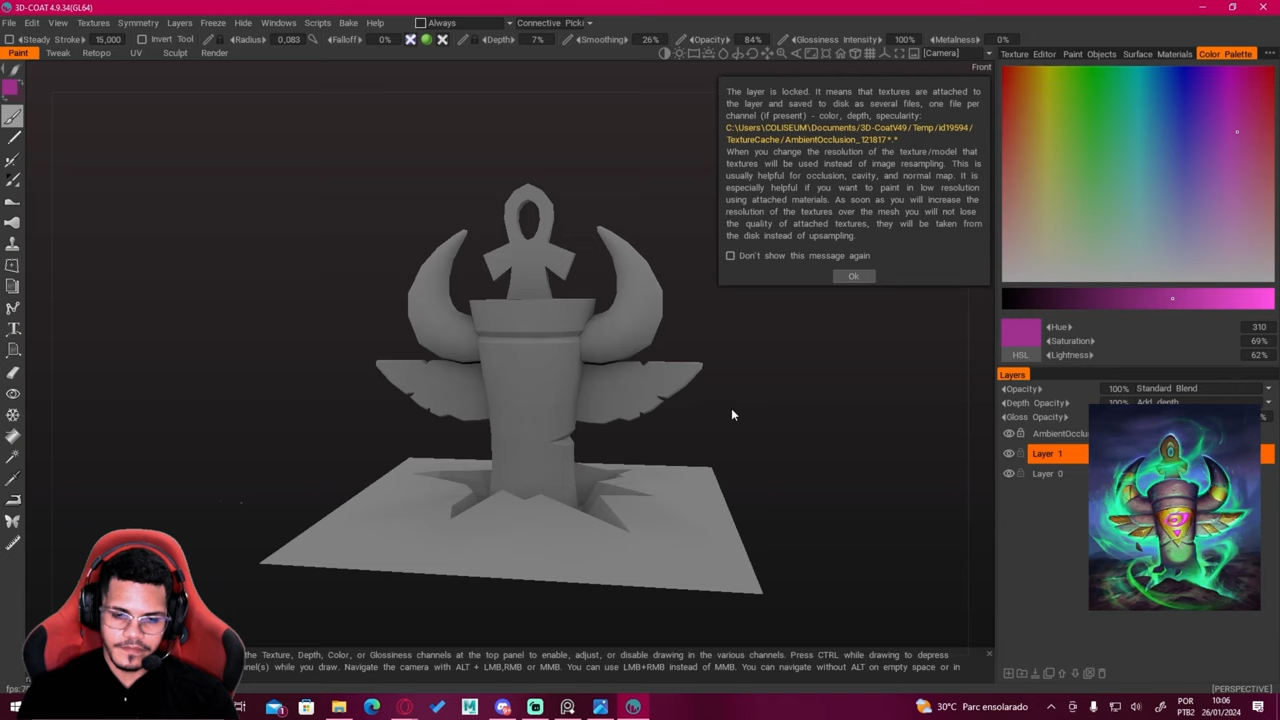 3D-COAT 4.9.34(GL64)
File Edit View Textures Symmetry Layers Freeze Hide Windows Scripts Bake Help Always Connective Picki
Steady Stroke 15,000 Invert Tool Radius 0,083 Falloff 0% Depth 7% Smoothing 26% Opacity 84% Glossiness Intensity 100% Metalness 0%
Paint Tweak Retopo UV Sculpt Render [Camera] Texture Editor Paint Objects Surface Materials Color Palette
Front
The layer is locked. It means that textures are attached to
the layer and saved to disk as several files, one file per
channel (if present) - color, depth, specularity:
C:\Users\COLISEUM\Documents/3D-CoatV49/Temp/id19594/
TextureCache/AmbientOcclusion_121817*.*
When you change the resolution of the texture/model that
textures will be used instead of image resampling. This is
usually helpful for occlusion, cavity, and normal map. It is
especially helpful if you want to paint in low resolution
using attached materials. As soon as you will increase the
resolution of the textures over the mesh you will not lose
the quality of attached textures, they will be taken from
the disk instead of upsampling.
Don't show this message again
Ok
Hue 310
Saturation 69%
HSL Lightness 62%
Layers
Opacity 100% Standard Blend
Depth Opacity 100% Add depth
Gloss Opacity %
AmbientOcclu
Layer 1
Layer 0
the Texture, Depth, Color, or Glossiness channels at the top panel to enable, adjust, or disable drawing in the various channels. Press CTRL while drawing to depress
nel(s) while you draw. Navigate the camera with ALT + LMB,RMB or MMB. You can use LMB+RMB instead of MMB. You can navigate without ALT on empty space or in
fps:7
[PERSPECTIVE]
30°C Parc ensolarado
POR
PTB2
10:06
26/01/2024